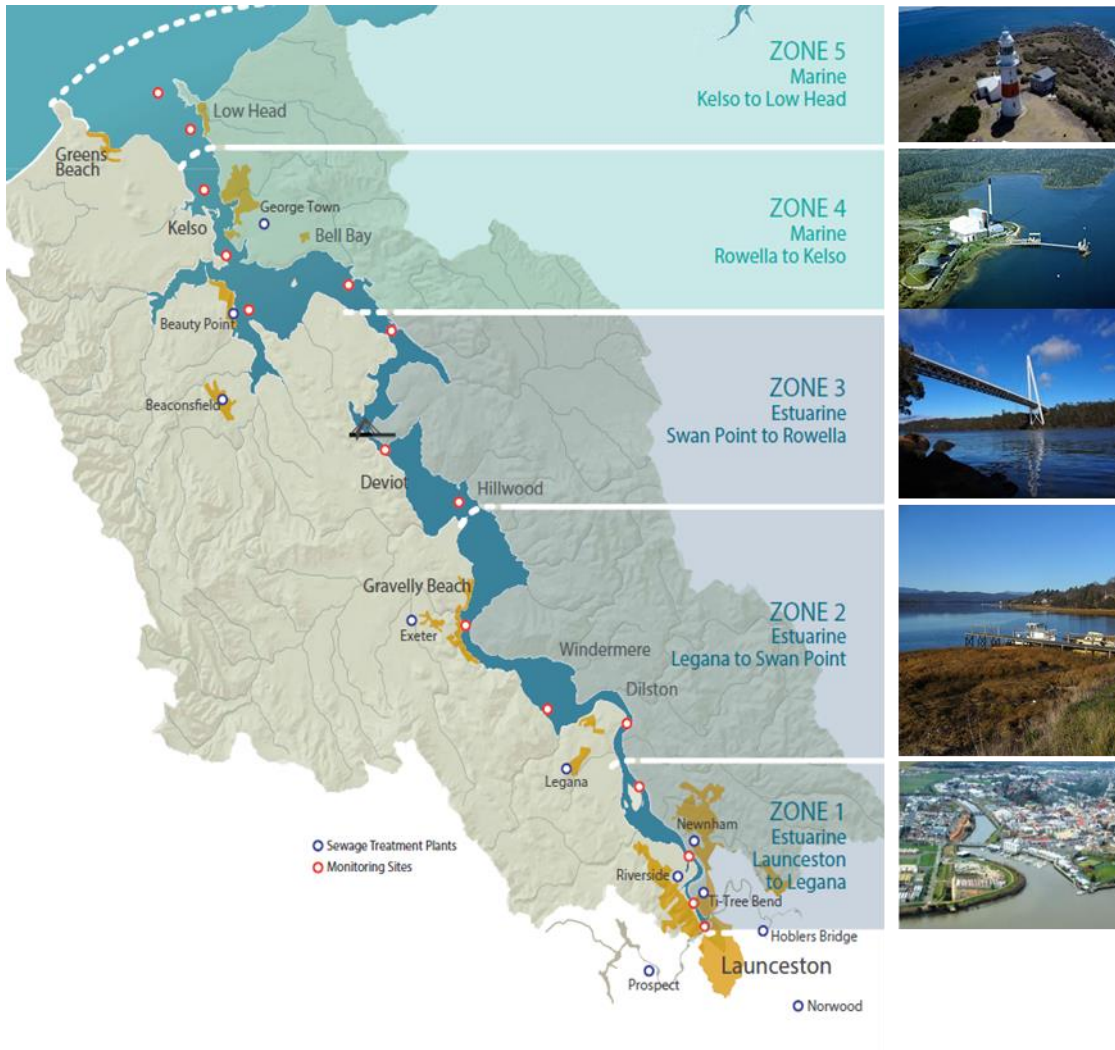 ZONE 5
Marine
Kelso to Low Head
Low Head
Greens
Beach
ZONE 4
Marine
Rowella to Kelso
George Town
Kelso
Bell Bay
Beauty Point
Beaconsfield
ZONE 3
Estuarine
Swan Point to Rowella
Deviot
Hillwood
ZONE 2
Estuarine
Legana to Swan Point
Gravelly Beach
Exeter
Windermere
Dilston
Legana
ZONE 1
Estuarine
Launceston
to Legana
Newnham
Riverside
Ti-Tree Bend
Hoblers Bridge
Launceston
Prospect
Norwood
Sewage Treatment Plants
Monitoring Sites